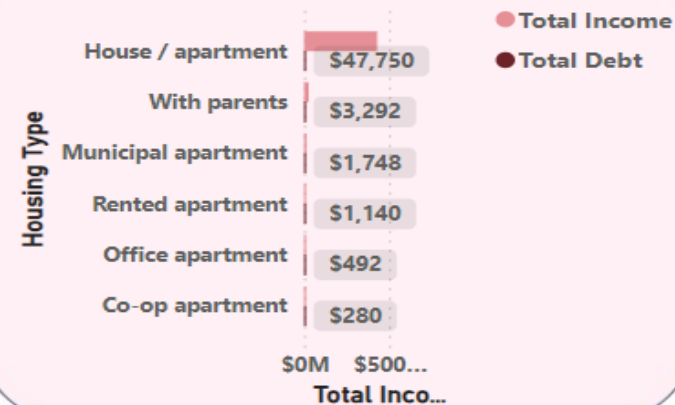 Total Income
Total Debt
Housing Type
House / apartment
$47,750
With parents
$3,292
Municipal apartment
$1,748
Rented apartment
$1,140
Office apartment
$492
Co-op apartment
$280
$0M $500...
Total Inco...